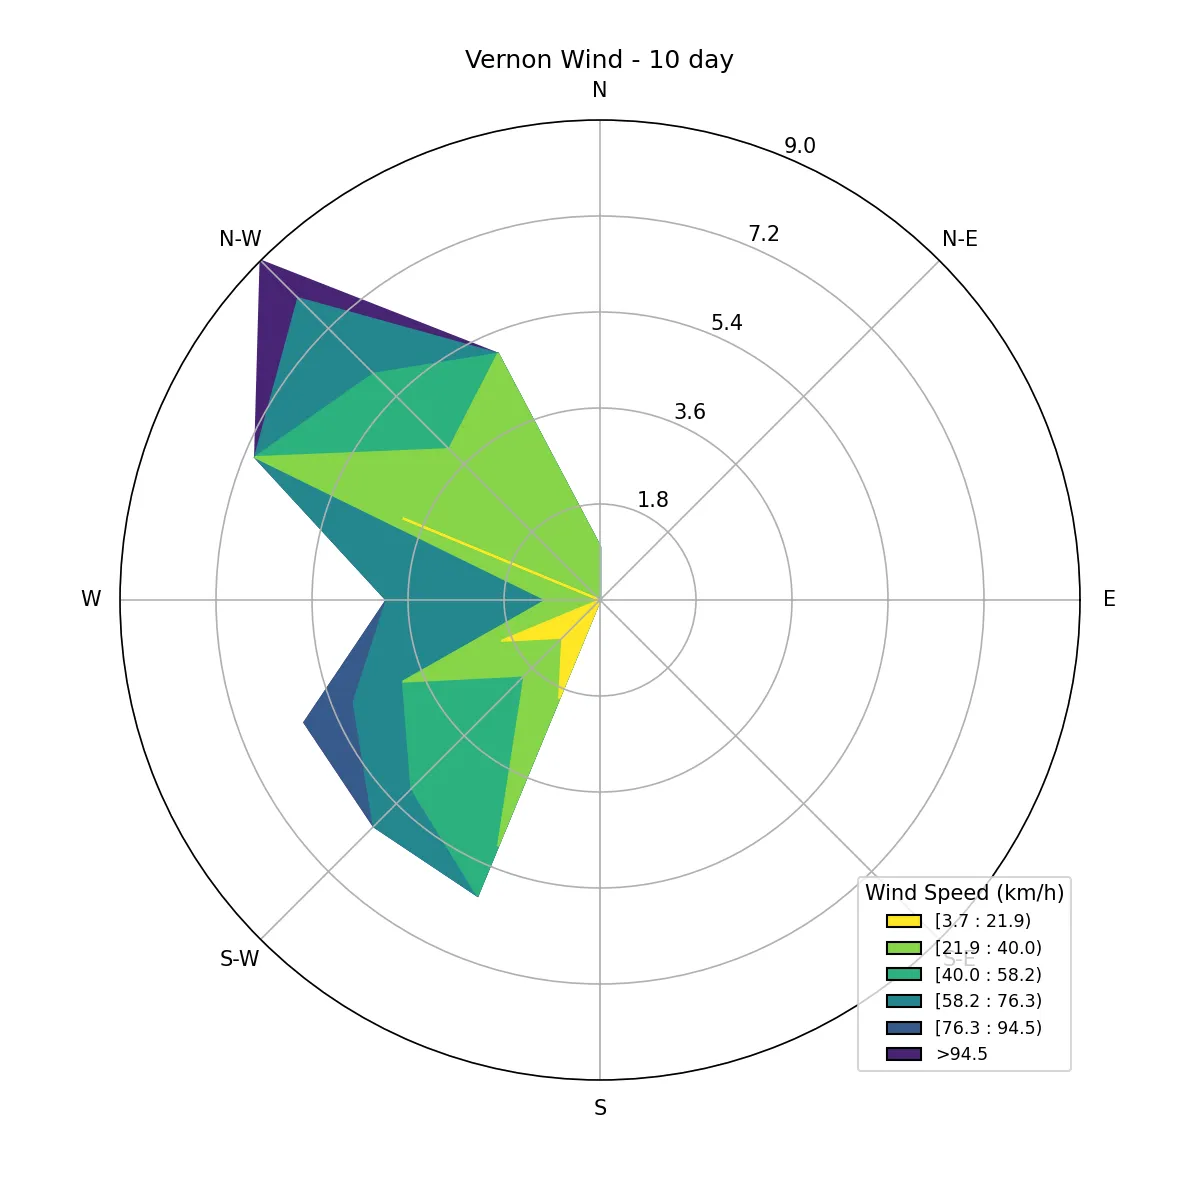 Vernon Wind - 10 day
N
9.0
N-W
7.2
N-E
5.4
3.6
1.8
W
E
S-W
S-E
S
Wind Speed (km/h)
[3.7 : 21.9)
[21.9 : 40.0)
[40.0 : 58.2)
[58.2 : 76.3)
[76.3 : 94.5)
>94.5